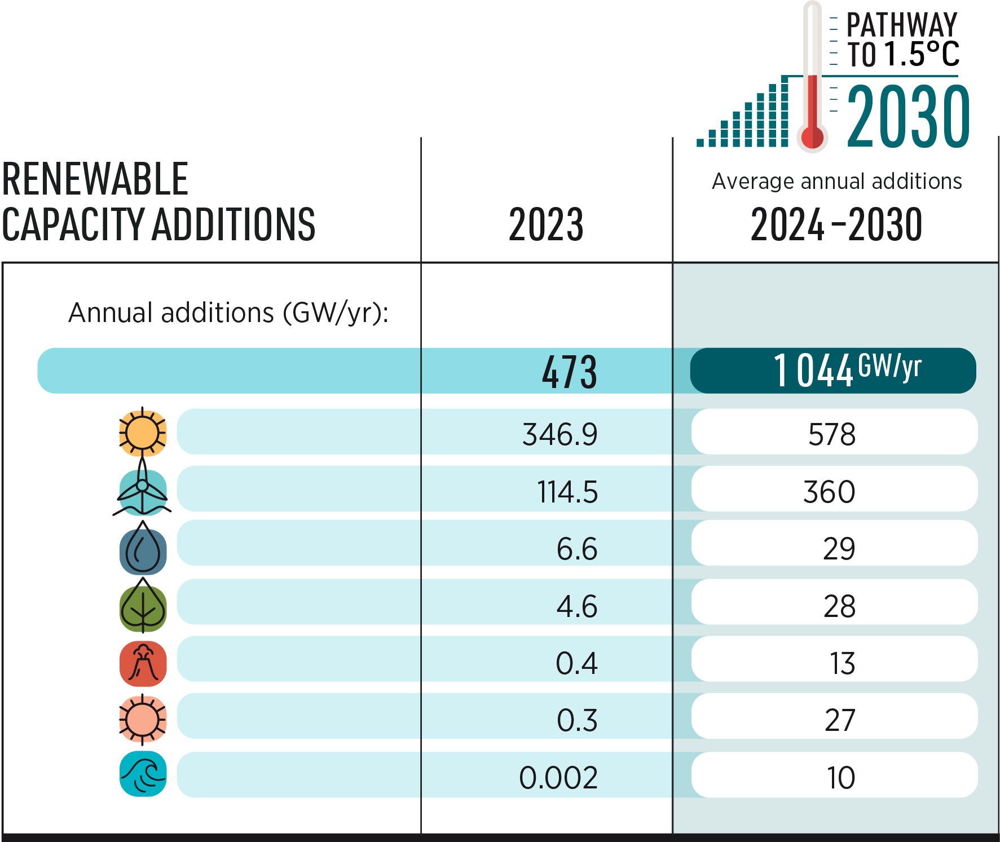 PATHWAY
TO 1.5°C
2030
RENEWABLE
CAPACITY ADDITIONS
2023
Average annual additions
2024–2030
Annual additions (GW/yr):
473 1 044 GW/yr
346.9 578
114.5 360
6.6 29
4.6 28
0.4 13
0.3 27
0.002 10